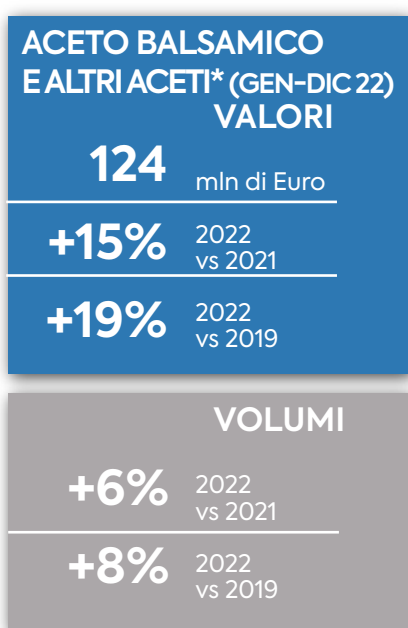 ACETO BALSAMICO
E ALTRI ACETI* (GEN-DIC 22)
VALORI
124 mln di Euro
+15% 2022
vs 2021
+19% 2022
vs 2019
VOLUMI
+6% 2022
vs 2021
+8% 2022
vs 2019